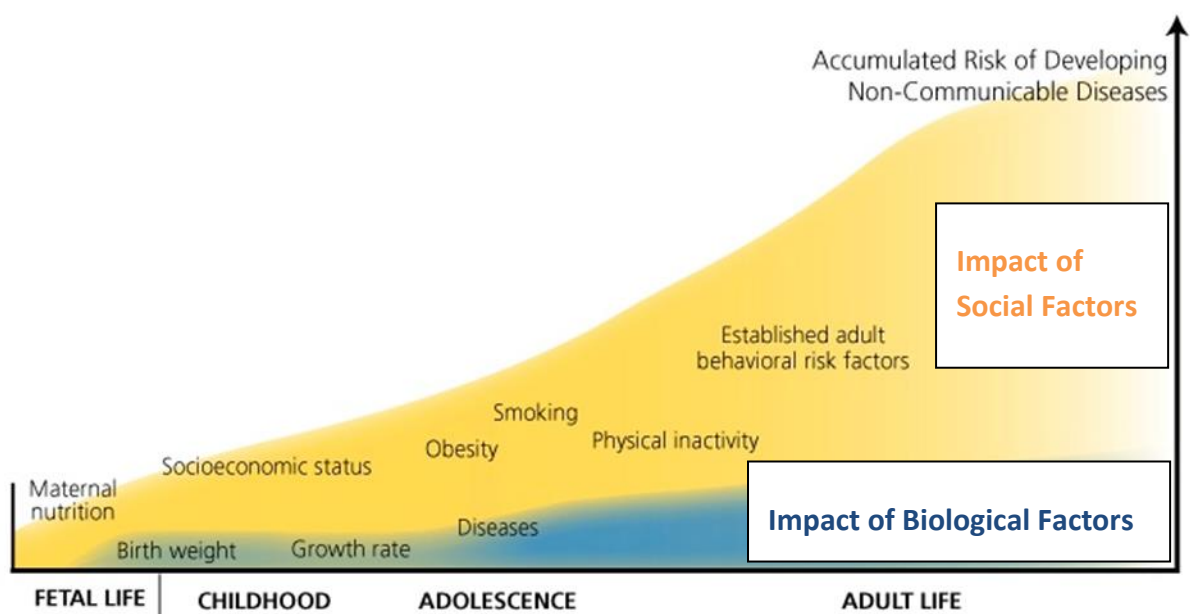 Accumulated Risk of Developing
Non-Communicable Diseases
Impact of
Social Factors
Established adult
behavioral risk factors
Smoking
Physical inactivity
Obesity
Socioeconomic status
Maternal
nutrition
Impact of Biological Factors
Diseases
Birth weight
Growth rate
FETAL LIFE
CHILDHOOD
ADOLESCENCE
ADULT LIFE